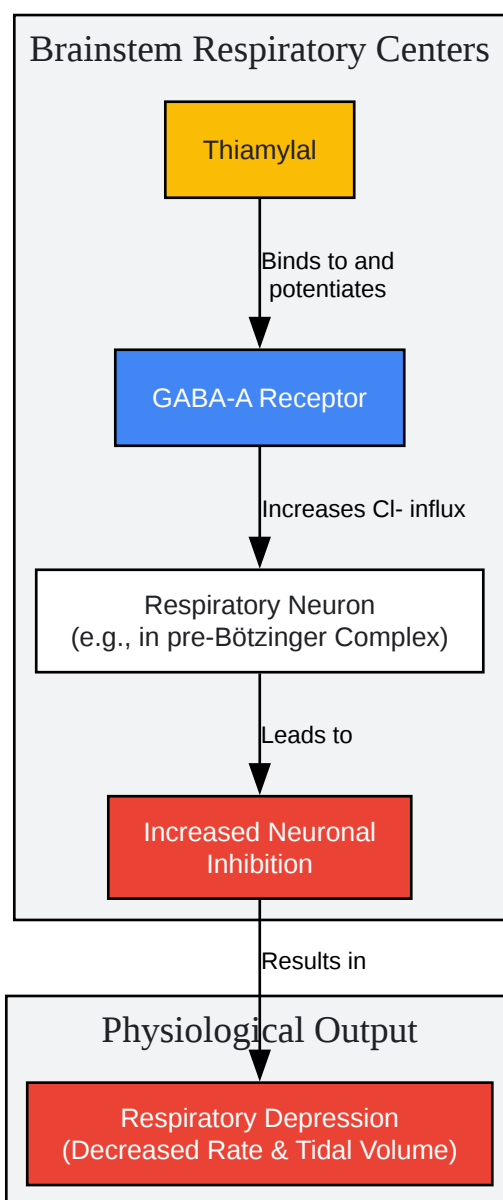 Brainstem Respiratory Centers
Thiamylal
Binds to and
potentiates
GABA-A Receptor
Increases Cl- influx
Respiratory Neuron
(e.g., in pre-Bötzinger Complex)
Leads to
Increased Neuronal
Inhibition
Results in
Physiological Output
Respiratory Depression
(Decreased Rate & Tidal Volume)